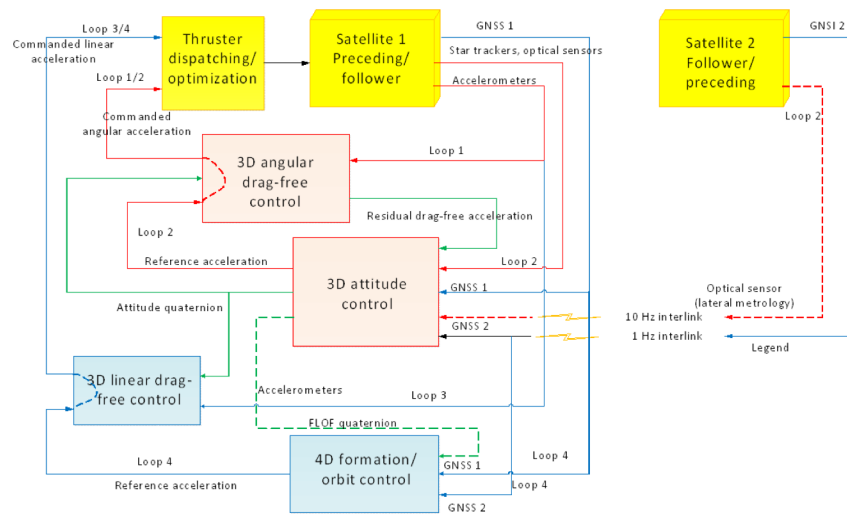 Loop 3/4
Commanded linear
acceleration
Loop 1/2
Commanded
angular acceleration
Thruster
dispatching/
optimization
Satellite 1
Preceding/
follower
GNSS 1
Star trackers, optical sensors
Accelerometers
Satellite 2
Follower/
preceding
GNSI 2
Loop 2
3D angular
drag-free
control
Loop 1
Residual drag-free acceleration
Loop 2
Reference acceleration
3D attitude
control
Loop 2
GNSS 1
GNSS 2
Optical sensor
(lateral metrology)
10 Hz interlink
1 Hz interlink
Legend
Attitude quaternion
3D linear drag-
free control
Accelerometers
Loop 3
FLOF quaternion
4D formation/
orbit control
Loop 4
Reference acceleration
GNSS 1
Loop 4
Loop 4
GNSS 2